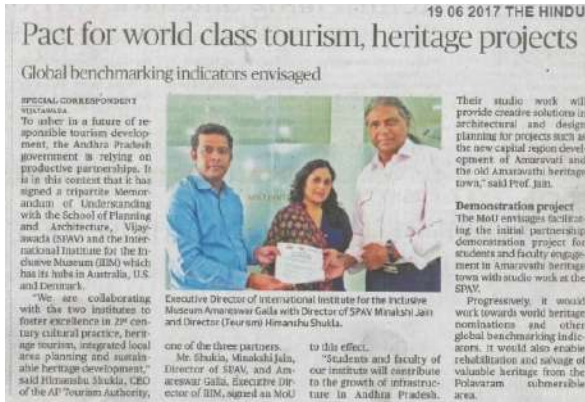 19 06 2017 THE HINDU
Pact for world class tourism, heritage projects
Global benchmarking indicators envisaged
SPECIAL CORRESPONDENT
VIJAYAWADA
To usher in a future of re-
sponsible tourism develop-
ment, the Andhra Pradesh
government is relying on
productive partnerships. It
is in this context that it has
signed a tripartite Memor-
andum of Understanding
with the School of Planning
and Architecture, Vijay-
awada (SPAV) and the Inter-
national Institute for the In-
clusive Museum (IIIM) which
has its hubs in Australia, U.S.
and Denmark.
"We are collaborating
with the two institutes to
foster excellence in 21st cen-
tury cultural practice, herit-
age tourism, integrated local
area planning and sustain-
able heritage development,"
said Himanshu Shukla, CEO
of the AP Tourism Authority,
Executive Director of International Institute for the Inclusive
Museum Amareswar Galla with Director of SPAV Minakshi Jain
and Director (Tourism) Himanshu Shukla.
one of the three partners.
Mr. Shukla, Minakshi Jain,
Director of SPAV, and Am-
areswar Galla, Executive Dir-
ector of IIIM, signed an MoU
to this effect.
"Students and faculty of
our institute will contribute
to the growth of infrastruc-
ture in Andhra Pradesh.
Their studio work will
provide creative solutions in
architectural and design
planning for projects such as
the new capital region devel-
opment of Amaravati and
the old Amaravathi heritage
town," said Prof. Jain.
Demonstration project
The MoU envisages facilitat-
ing the initial partnership
demonstration project for
students and faculty engage-
ment in Amaravathi heritage
town with studio work at the
SPAV.
Progressively, it would
work towards world heritage
nominations and other
global benchmarking indic-
ators. It would also enable
rehabilitation and salvage of
valuable heritage from the
Polavaram submersible
area.